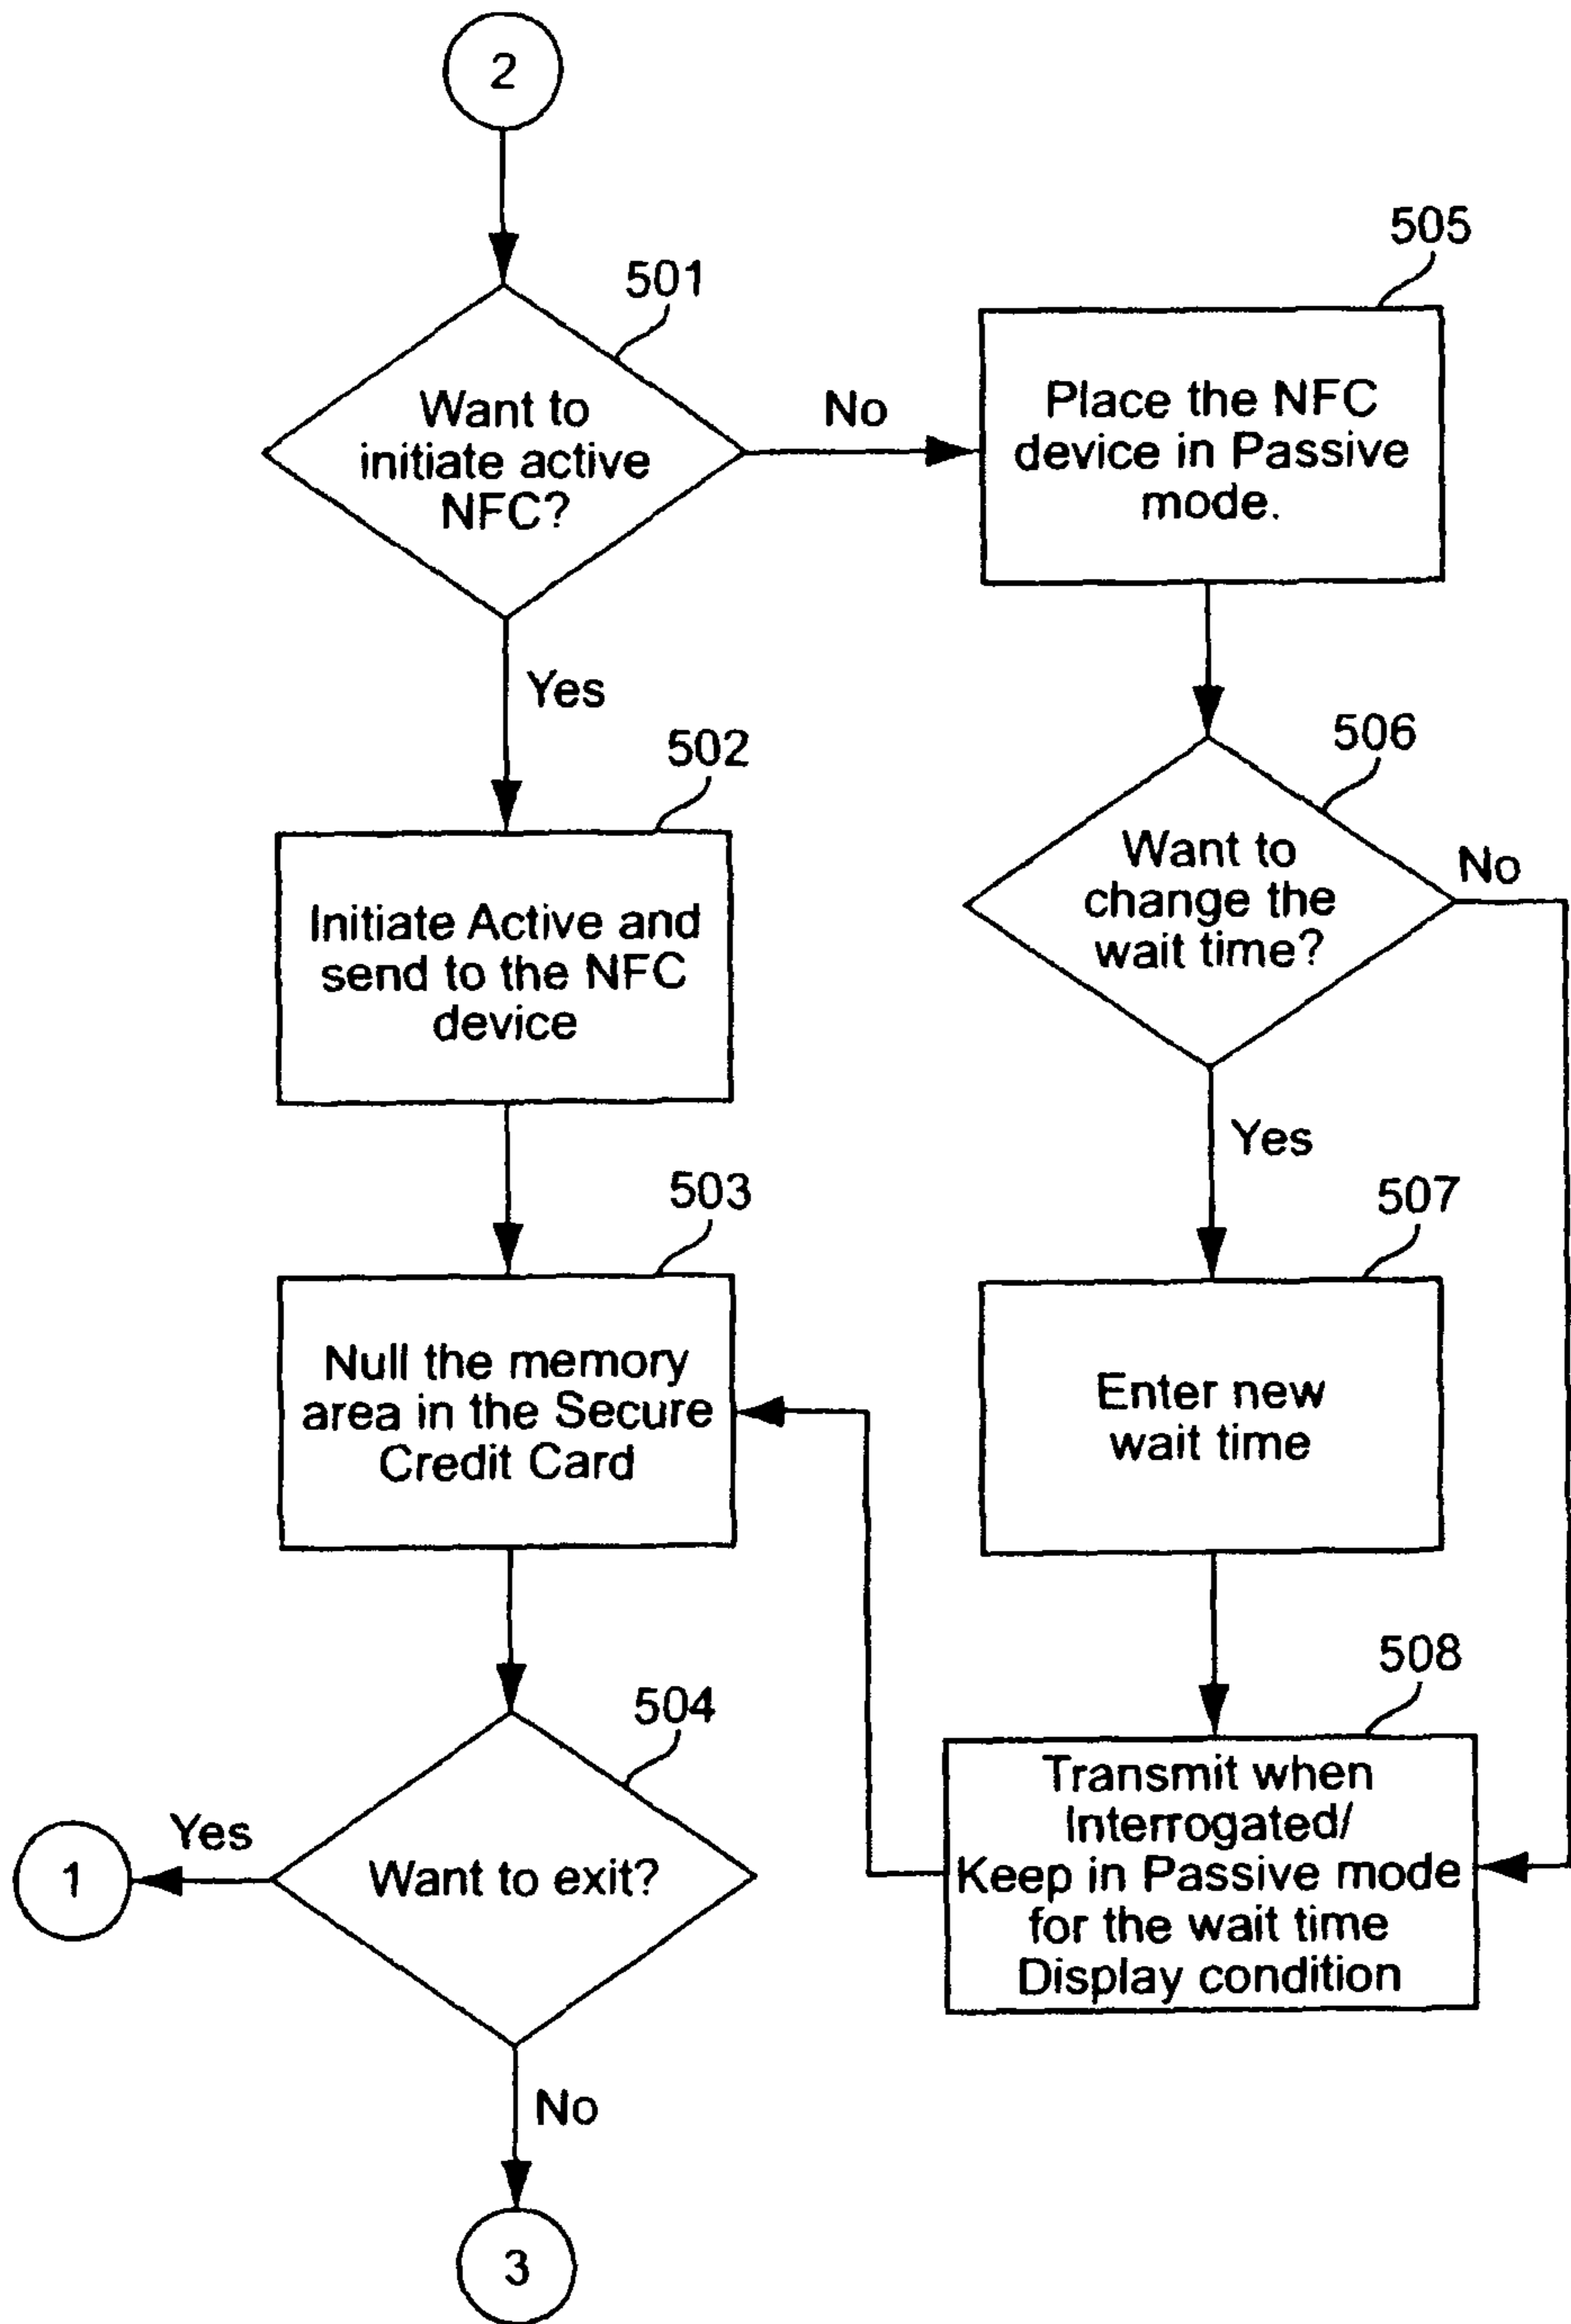 2
501
Want to
initiate active
NFC?
No
505
Place the NFC
device in Passive
mode.
Yes
502
Initiate Active and
send to the NFC
device
506
Want to
change the
wait time?
No
Yes
503
Null the memory
area in the Secure
Credit Card
507
Enter new
wait time
504
Want to exit?
Yes
1
No
3
508
Transmit when
Interrogated/
Keep in Passive mode
for the wait time
Display condition